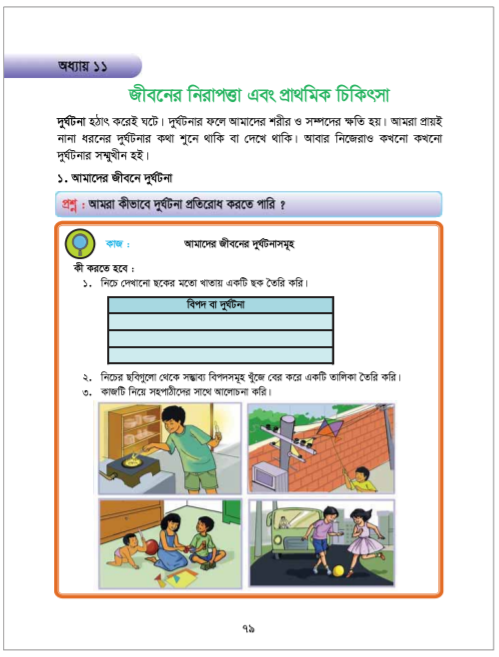 অধ্যায় ১১
জীবনের নিরাপত্তা এবং প্রাথমিক চিকিৎসা
দুর্ঘটনা হঠাৎ করেই ঘটে। দুর্ঘটনার ফলে আমাদের শরীর ও সম্পদের ক্ষতি হয়। আমরা প্রায়ই
নানা ধরনের দুর্ঘটনার কথা শুনে থাকি বা দেখে থাকি। আবার নিজেরাও কখনো কখনো
দুর্ঘটনার সম্মুখীন হই।
১. আমাদের জীবনে দুর্ঘটনা
প্রশ্ন : আমরা কীভাবে দুর্ঘটনা প্রতিরোধ করতে পারি ?
কাজ : আমাদের জীবনের দুর্ঘটনাসমূহ
কী করতে হবে :
১. নিচে দেখানো ছকের মতো খাতায় একটি ছক তৈরি করি।
বিপদ বা দুর্ঘটনা
২. নিচের ছবিগুলো থেকে সম্ভাব্য বিপদসমূহ খুঁজে বের করে একটি তালিকা তৈরি করি।
৩. কাজটি নিয়ে সহপাঠীদের সাথে আলোচনা করি।
৭৯